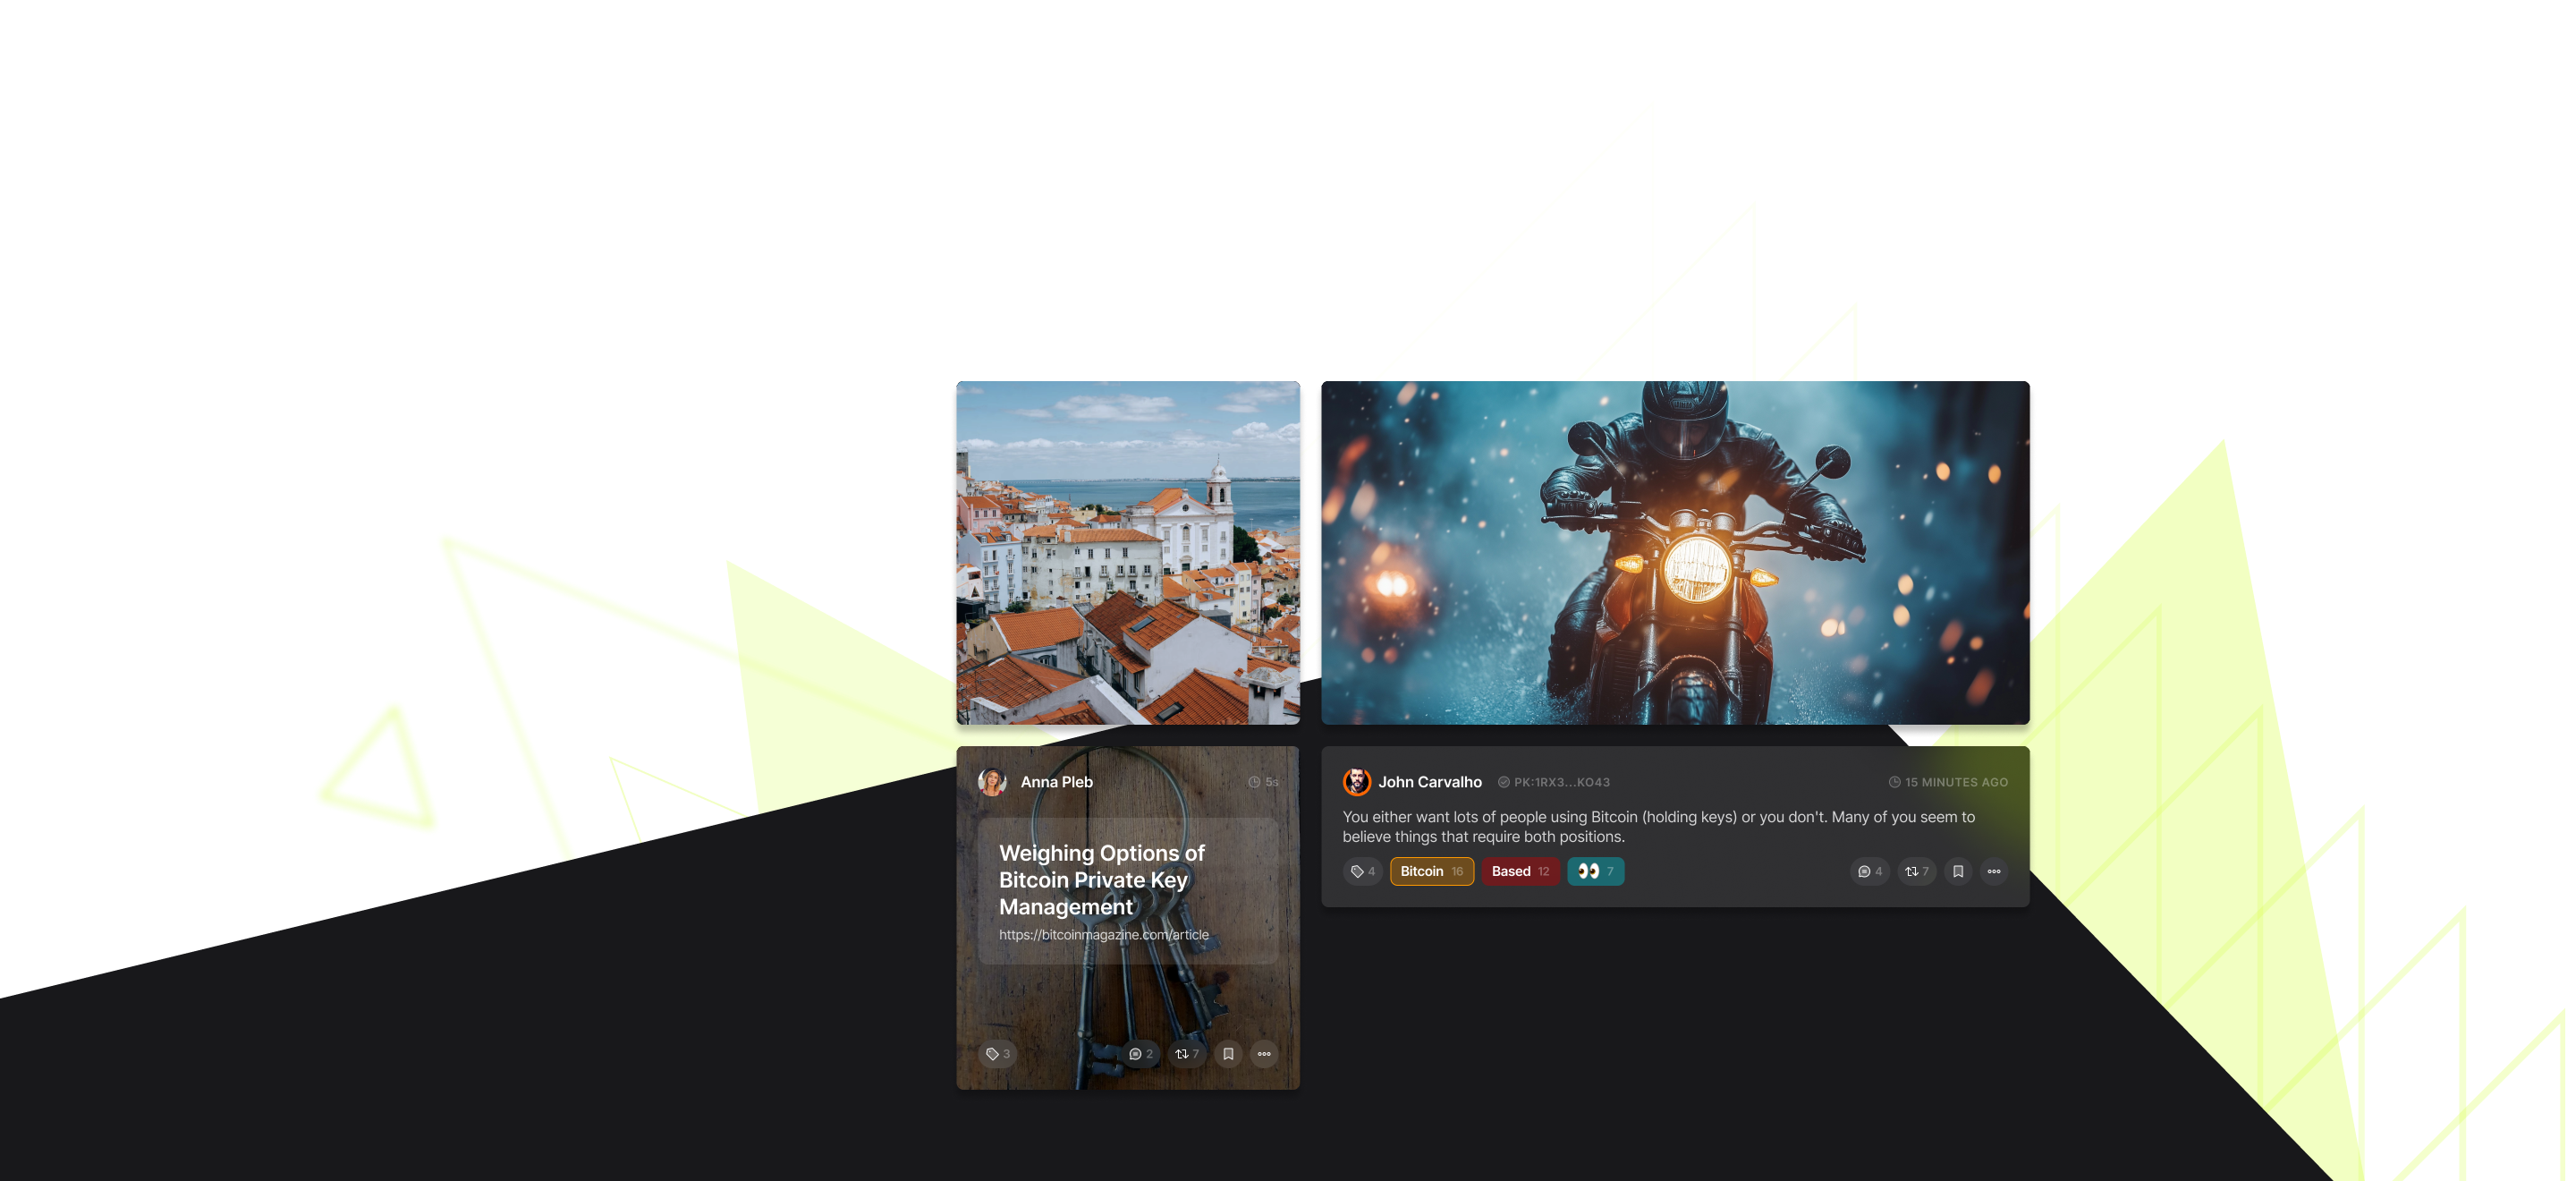 Anna Pleb
5s
Weighing Options of
Bitcoin Private Key
Management
https://bitcoinmagazine.com/article
3
2
7
John Carvalho
PK:1RX3...KO43
15 MINUTES AGO
You either want lots of people using Bitcoin (holding keys) or you don't. Many of you seem to
believe things that require both positions.
4
Bitcoin 16
Based 12
👀 7
4
7